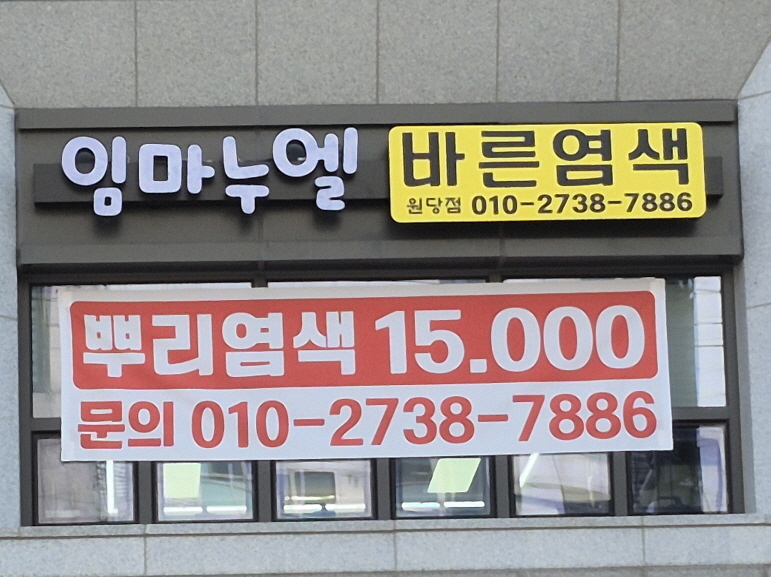 임마누엘
바른염색
원당점 010-2738-7886
뿌리염색 15.000
문의 010-2738-7886